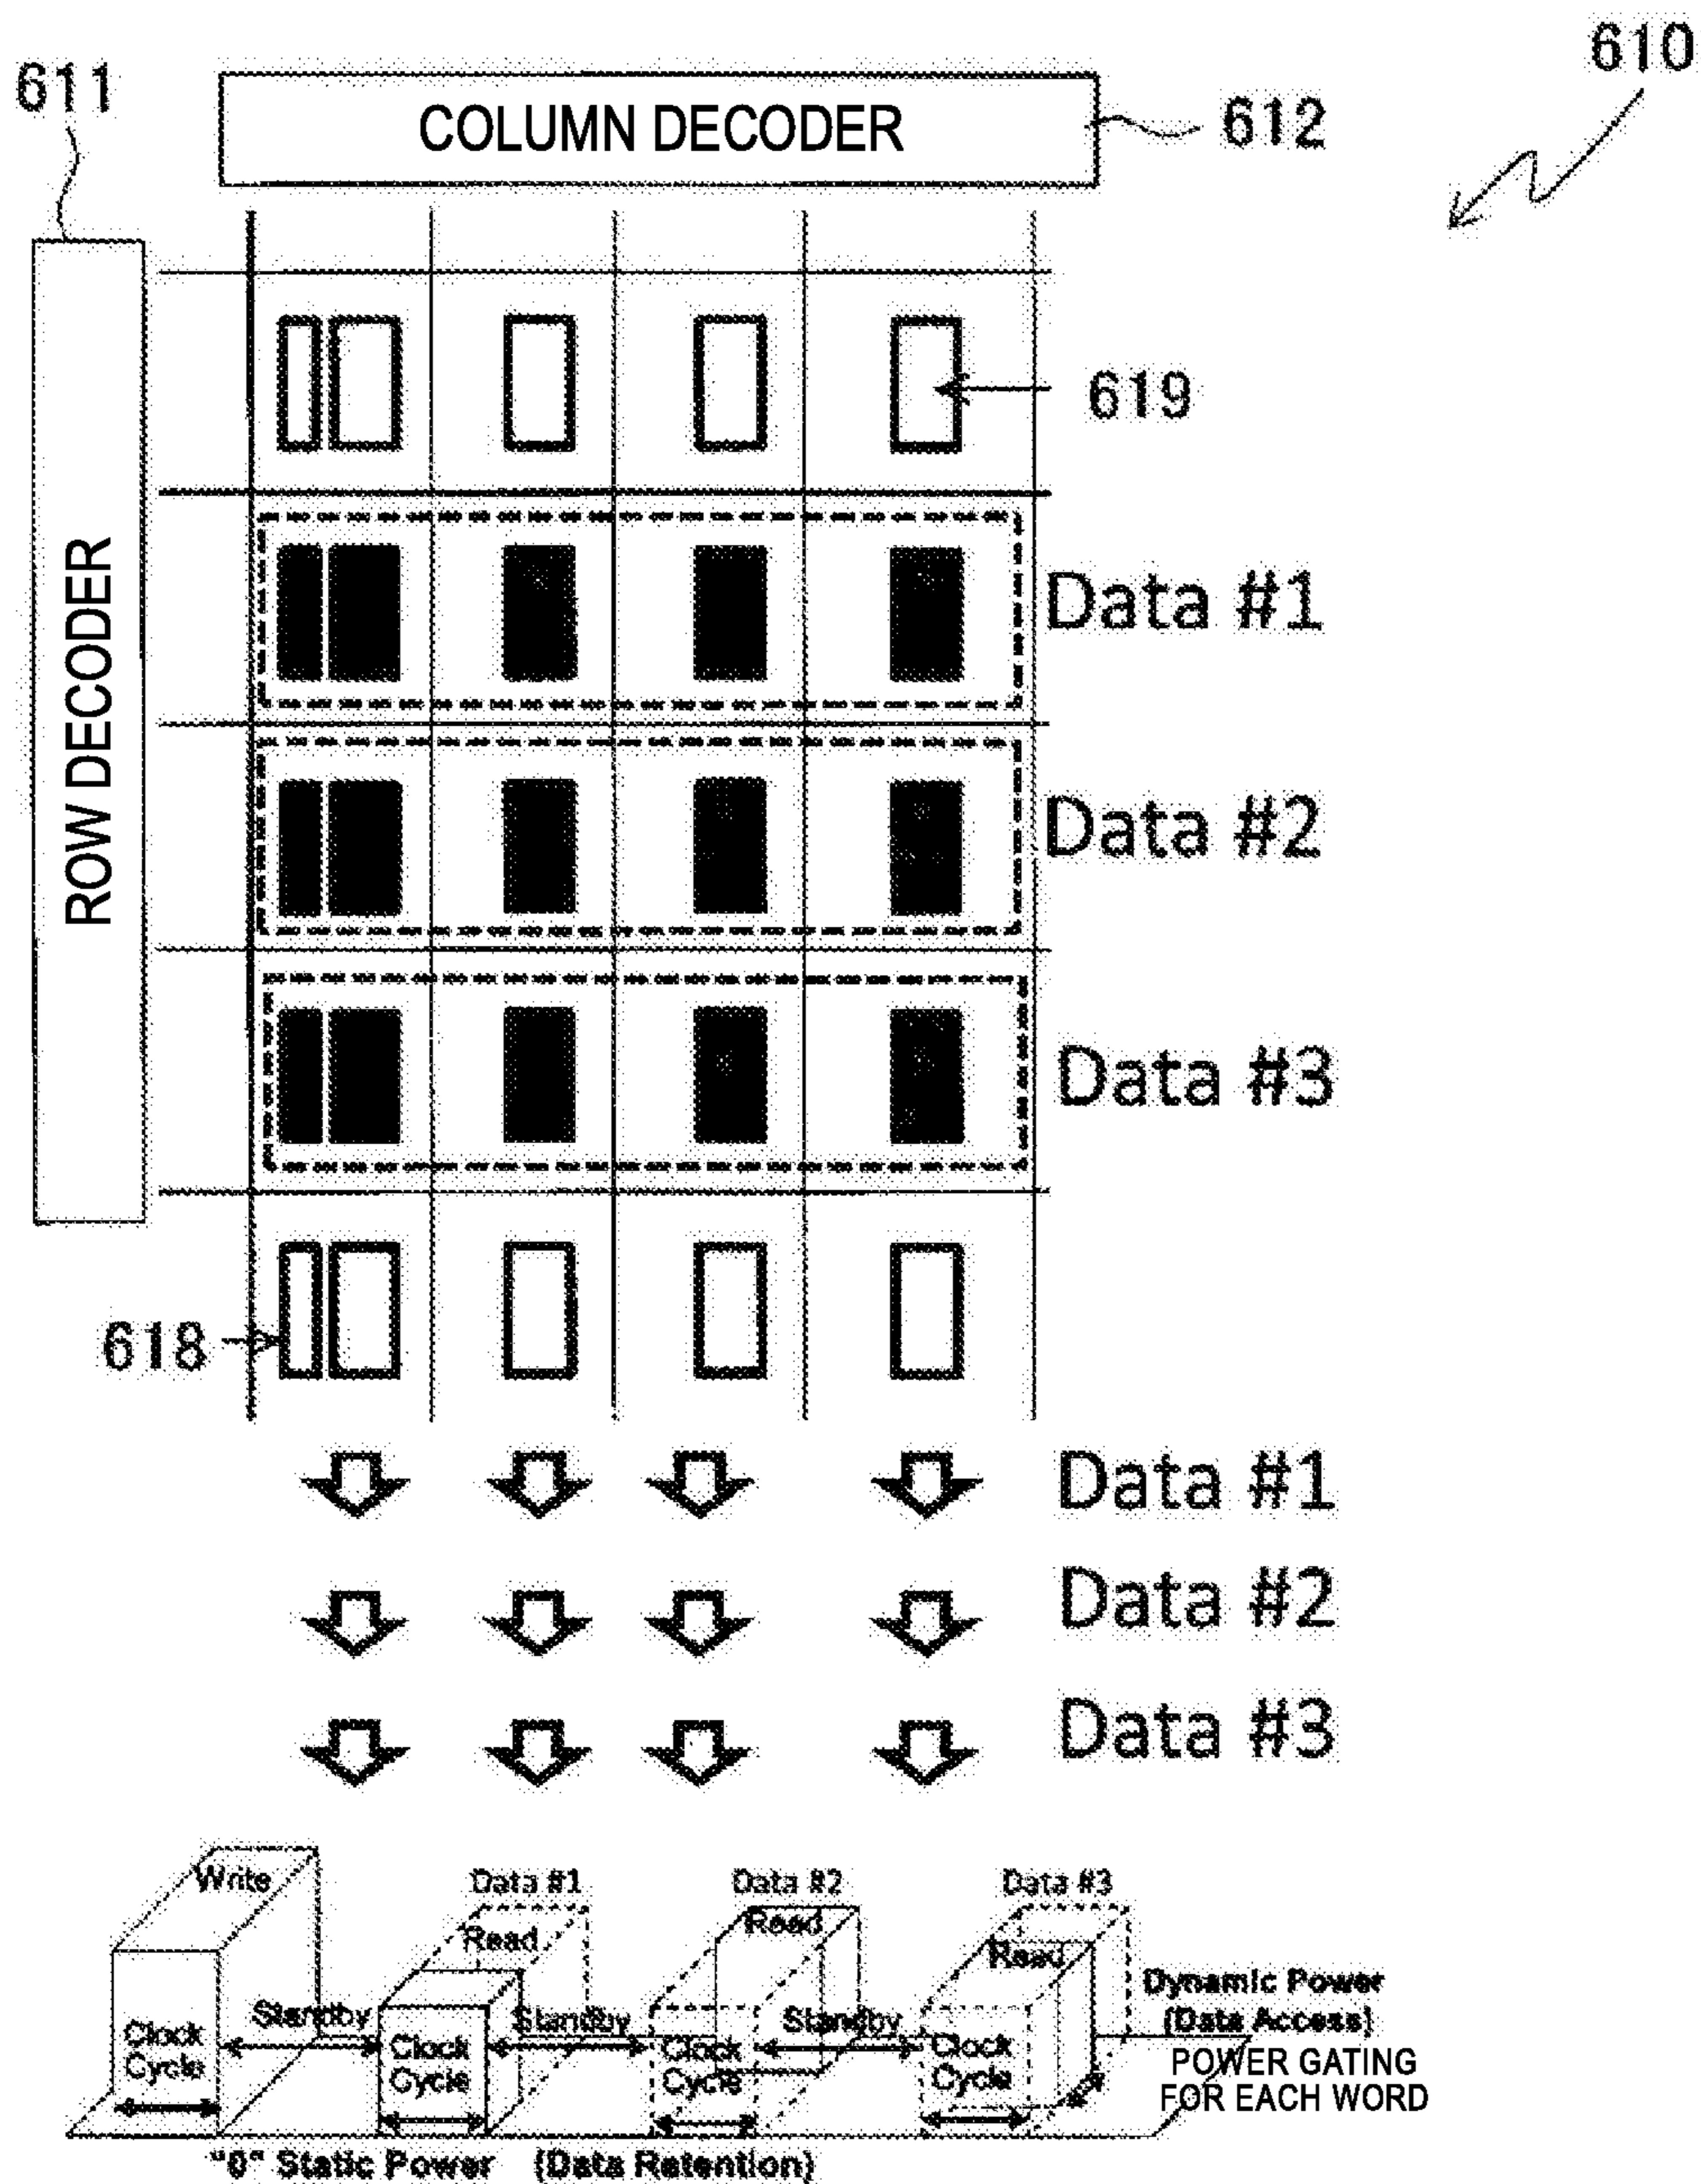 610
611
COLUMN DECODER
612
ROW DECODER
619
Data #1
Data #2
Data #3
618
Data #1
Data #2
Data #3
Write
Data #1
Data #2
Data #3
Read
Read
Read
Dynamic Power
(Data Access)
Standby
Standby
Standby
Clock
Cycle
Clock
Cycle
Clock
Cycle
Clock
Cycle
POWER GATING
FOR EACH WORD
"0" Static Power (Data Retention)